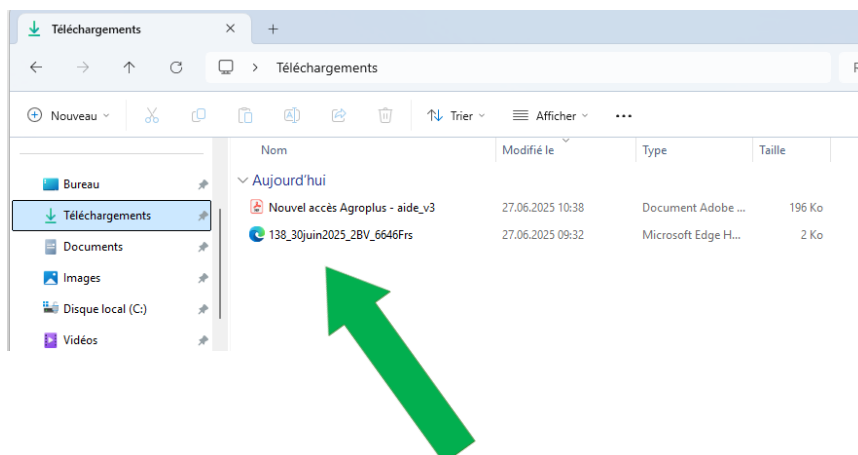 Téléchargements
Téléchargements
Nouveau
Trier
Afficher
Nom Modifié le Type Taille
Aujourd'hui
Bureau
Téléchargements
Documents
Images
Disque local (C:)
Vidéos
Nouvel accès Agroplus - aide_v3 27.06.2025 10:38 Document Adobe ... 196 Ko
138_30juin2025_2BV_6646Frs 27.06.2025 09:32 Microsoft Edge H... 2 Ko